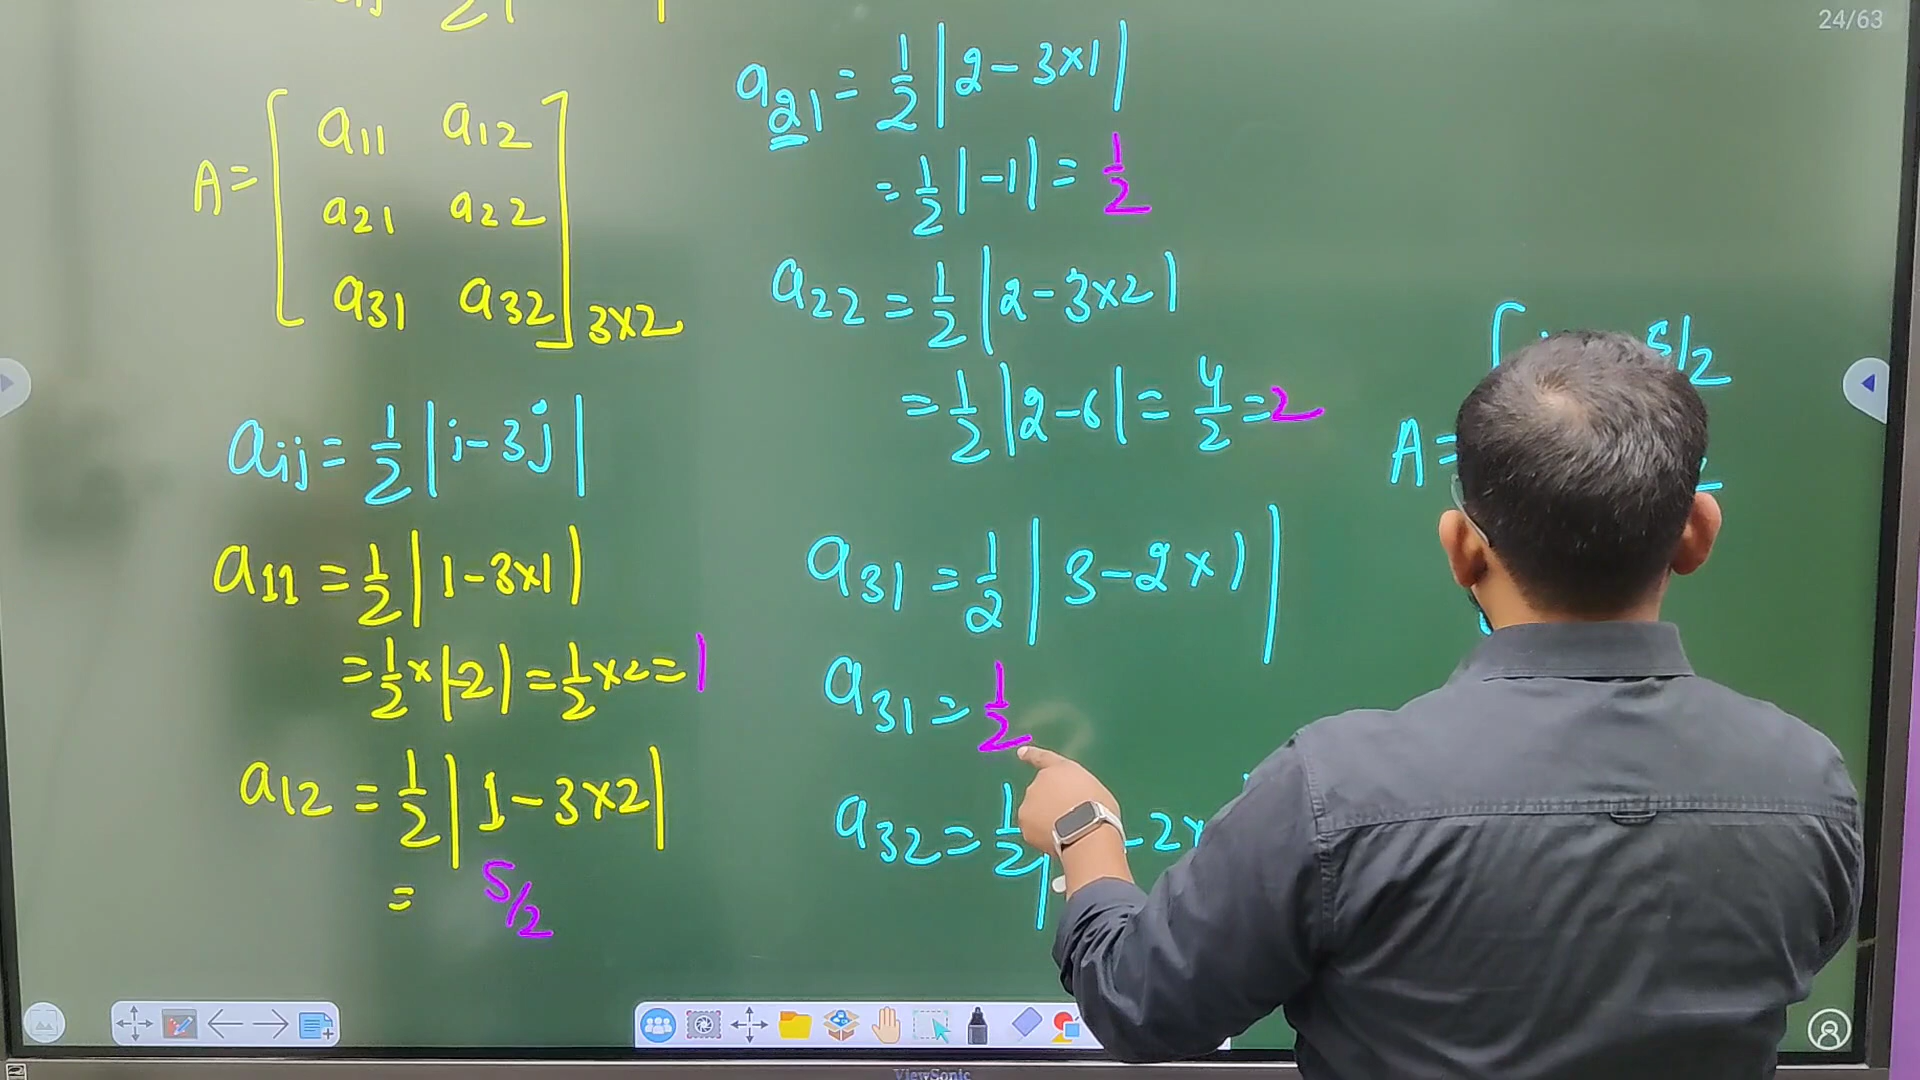 24/63
A = [ a11 a12
a21 a22
a31 a32 ] 3×2
aij = 1/2 |i - 3j|
a11 = 1/2 | 1 - 3×1 |
= 1/2 × |-2| = 1/2 × 2 = 1
a12 = 1/2 | 1 - 3×2 |
= 5/2
a21 = 1/2 | 2 - 3×1 |
= 1/2 |-1| = 1/2
a22 = 1/2 | 2 - 3×2 |
= 1/2 | 2 - 6 | = 4/2 = 2
a31 = 1/2 | 3 - 2×1 |
a31 = 1/2
a32 = 1/2 | - 2×
5/2
A =
ViewSonic